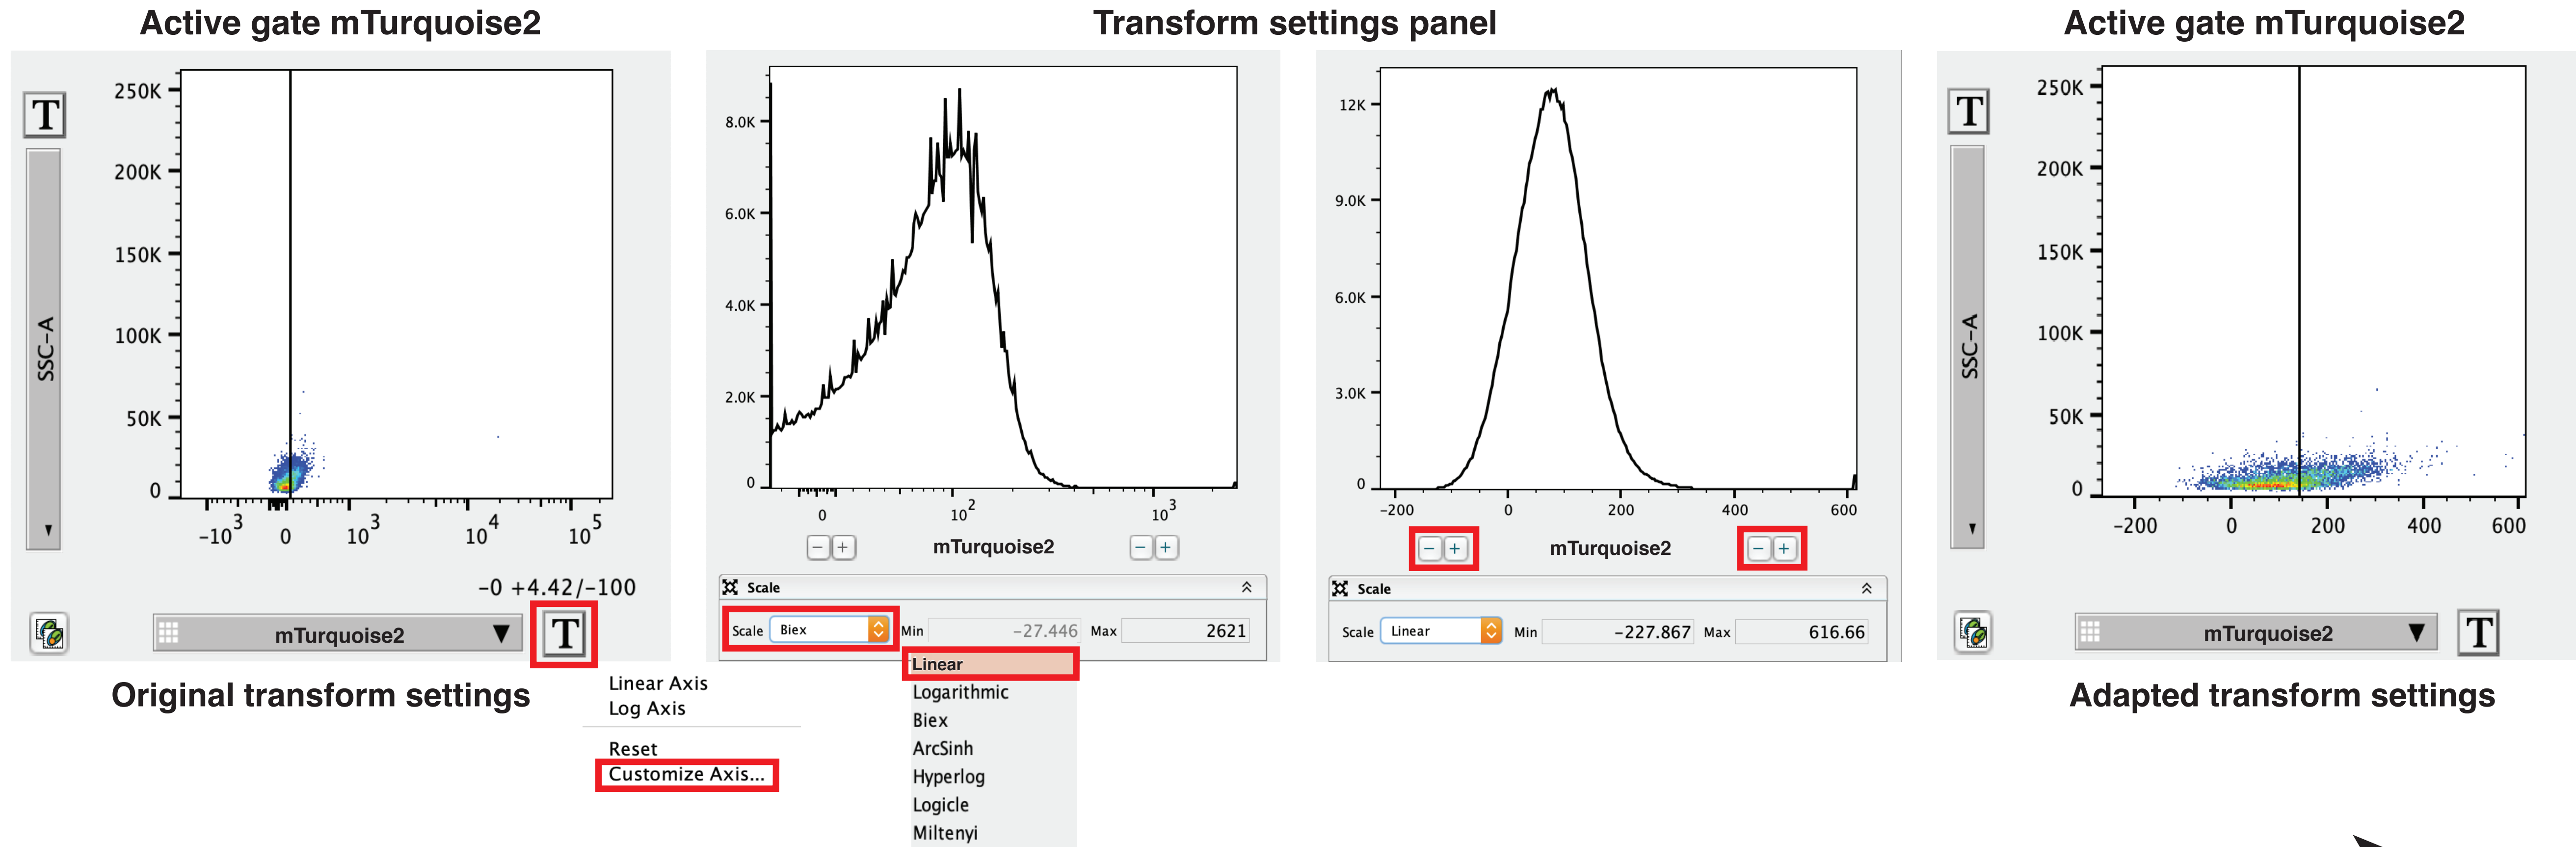 Active gate mTurquoise2
Transform settings panel
Active gate mTurquoise2
T
SSC-A
250K
200K
150K
100K
50K
0
-10^3 0 10^3 10^4 10^5
-0 +4.42/-100
mTurquoise2
T
Original transform settings
Linear Axis
Log Axis
Reset
Customize Axis...
8.0K
6.0K
4.0K
2.0K
0
0 10^2 10^3
- + mTurquoise2 - +
Scale
Scale Biex Min -27.446 Max 2621
Linear
Logarithmic
Biex
ArcSinh
Hyperlog
Logicle
Miltenyi
12K
9.0K
6.0K
3.0K
0
-200 0 200 400 600
- + mTurquoise2 - +
Scale
Scale Linear Min -227.867 Max 616.66
T
SSC-A
250K
200K
150K
100K
50K
0
-200 0 200 400 600
mTurquoise2
T
Adapted transform settings